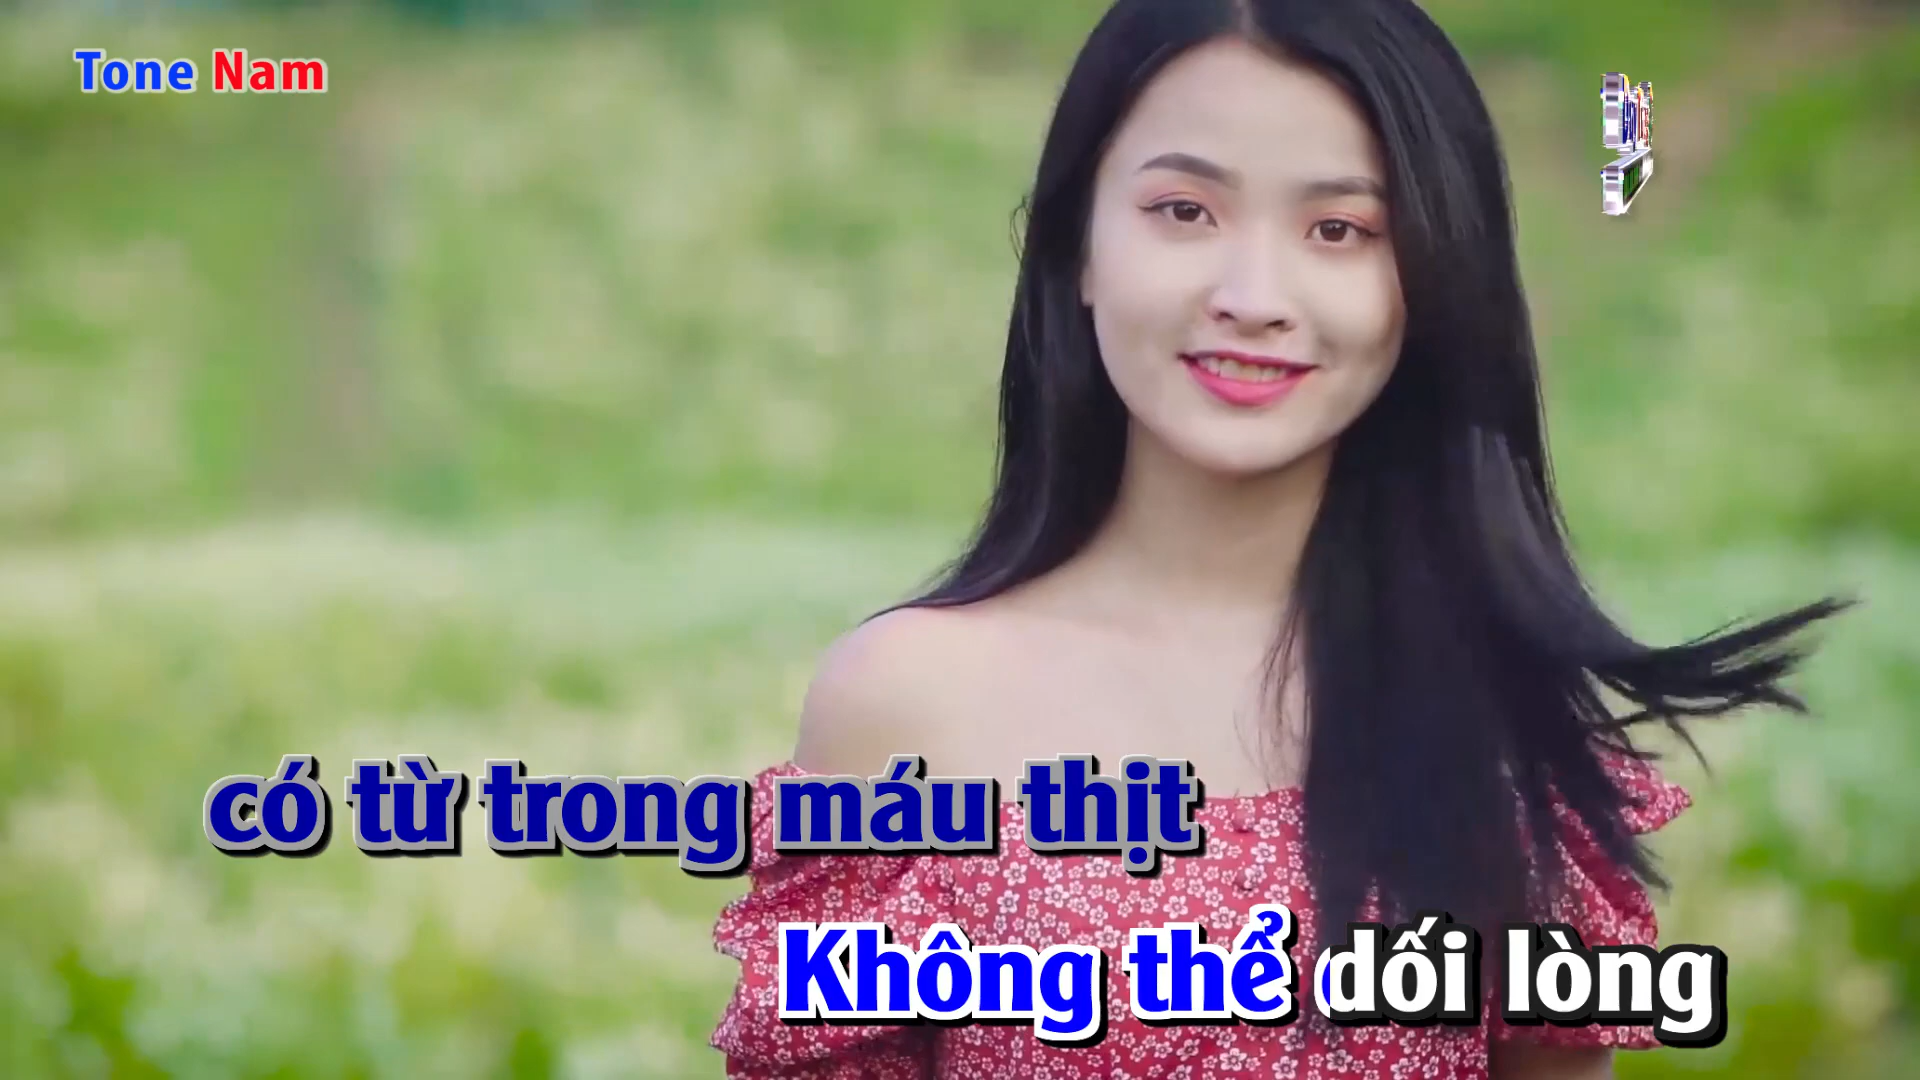 Tone Nam
có từ trong máu thịt
Không thể dối lòng